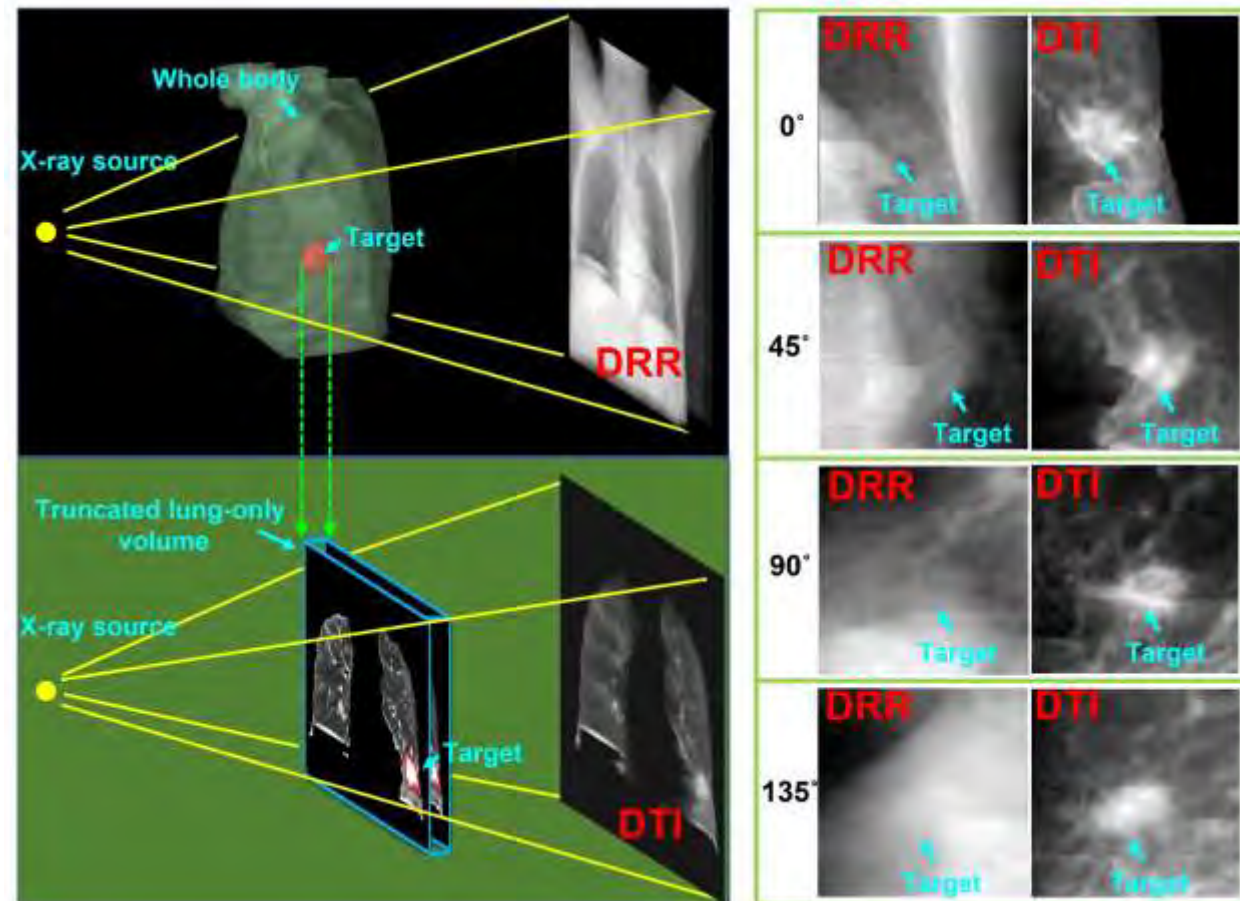 Whole body
X-ray source
Target
DRR
Truncated lung-only
volume
X-ray source
Target
DTI
0°
DRR
Target
DTI
Target
45°
DRR
Target
DTI
Target
90°
DRR
Target
DTI
Target
135°
DRR
Target
DTI
Target